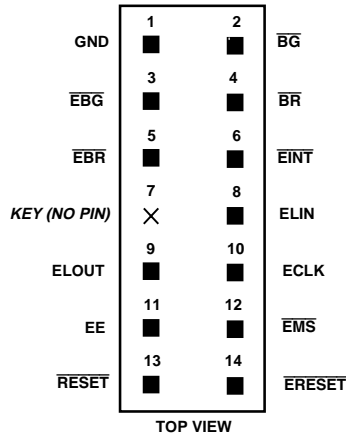 1 2
GND BG
3 4
EBG BR
5 6
EBR EINT
7 8
KEY (NO PIN) ELIN
9 10
ELOUT ECLK
11 12
EE EMS
13 14
RESET ERESET
TOP VIEW